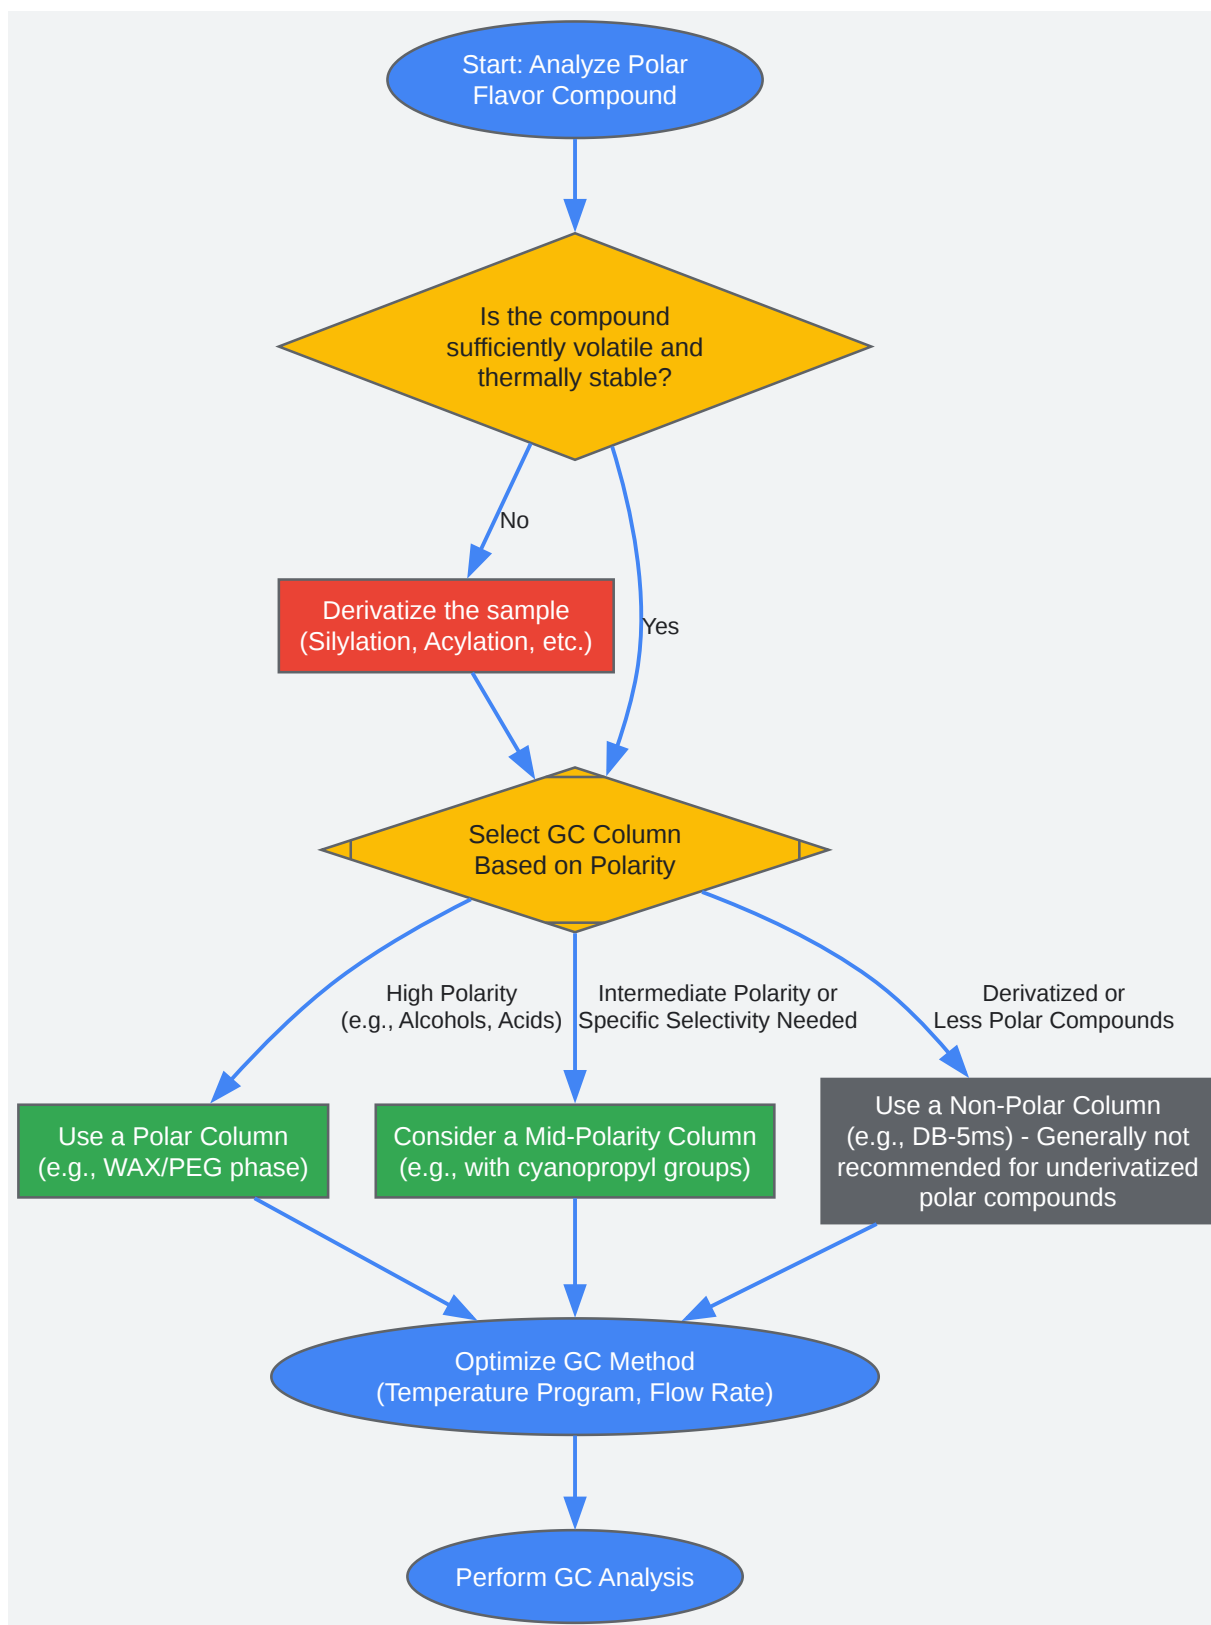 Start: Analyze Polar
Flavor Compound
Is the compound
sufficiently volatile and
thermally stable?
No
Derivatize the sample
(Silylation, Acylation, etc.)
Yes
Select GC Column
Based on Polarity
High Polarity
(e.g., Alcohols, Acids)
Intermediate Polarity or
Specific Selectivity Needed
Derivatized or
Less Polar Compounds
Use a Polar Column
(e.g., WAX/PEG phase)
Consider a Mid-Polarity Column
(e.g., with cyanopropyl groups)
Use a Non-Polar Column
(e.g., DB-5ms) - Generally not
recommended for underivatized
polar compounds
Optimize GC Method
(Temperature Program, Flow Rate)
Perform GC Analysis